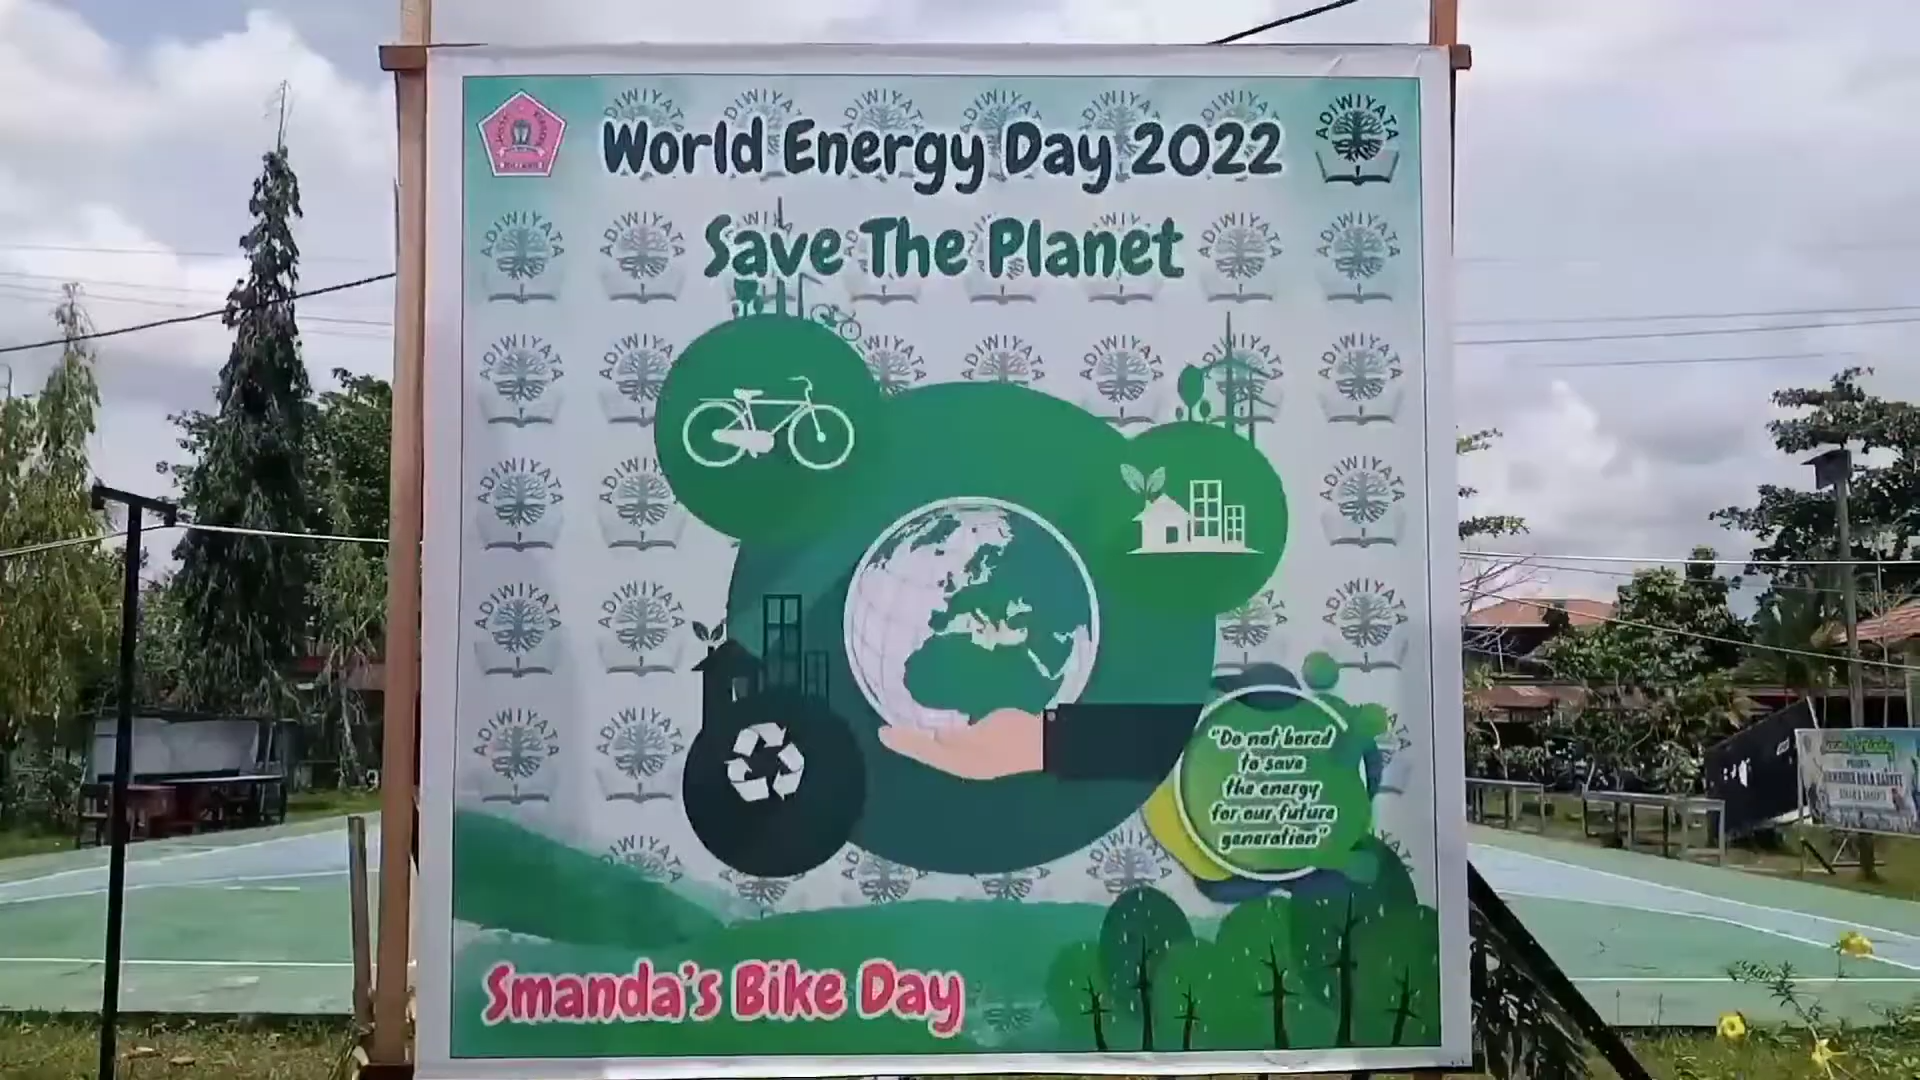 World Energy Day 2022
ADIWIYATA
Save The Planet
"Do not bored
to save
the energy
for our future
generation"
Smanda's Bike Day